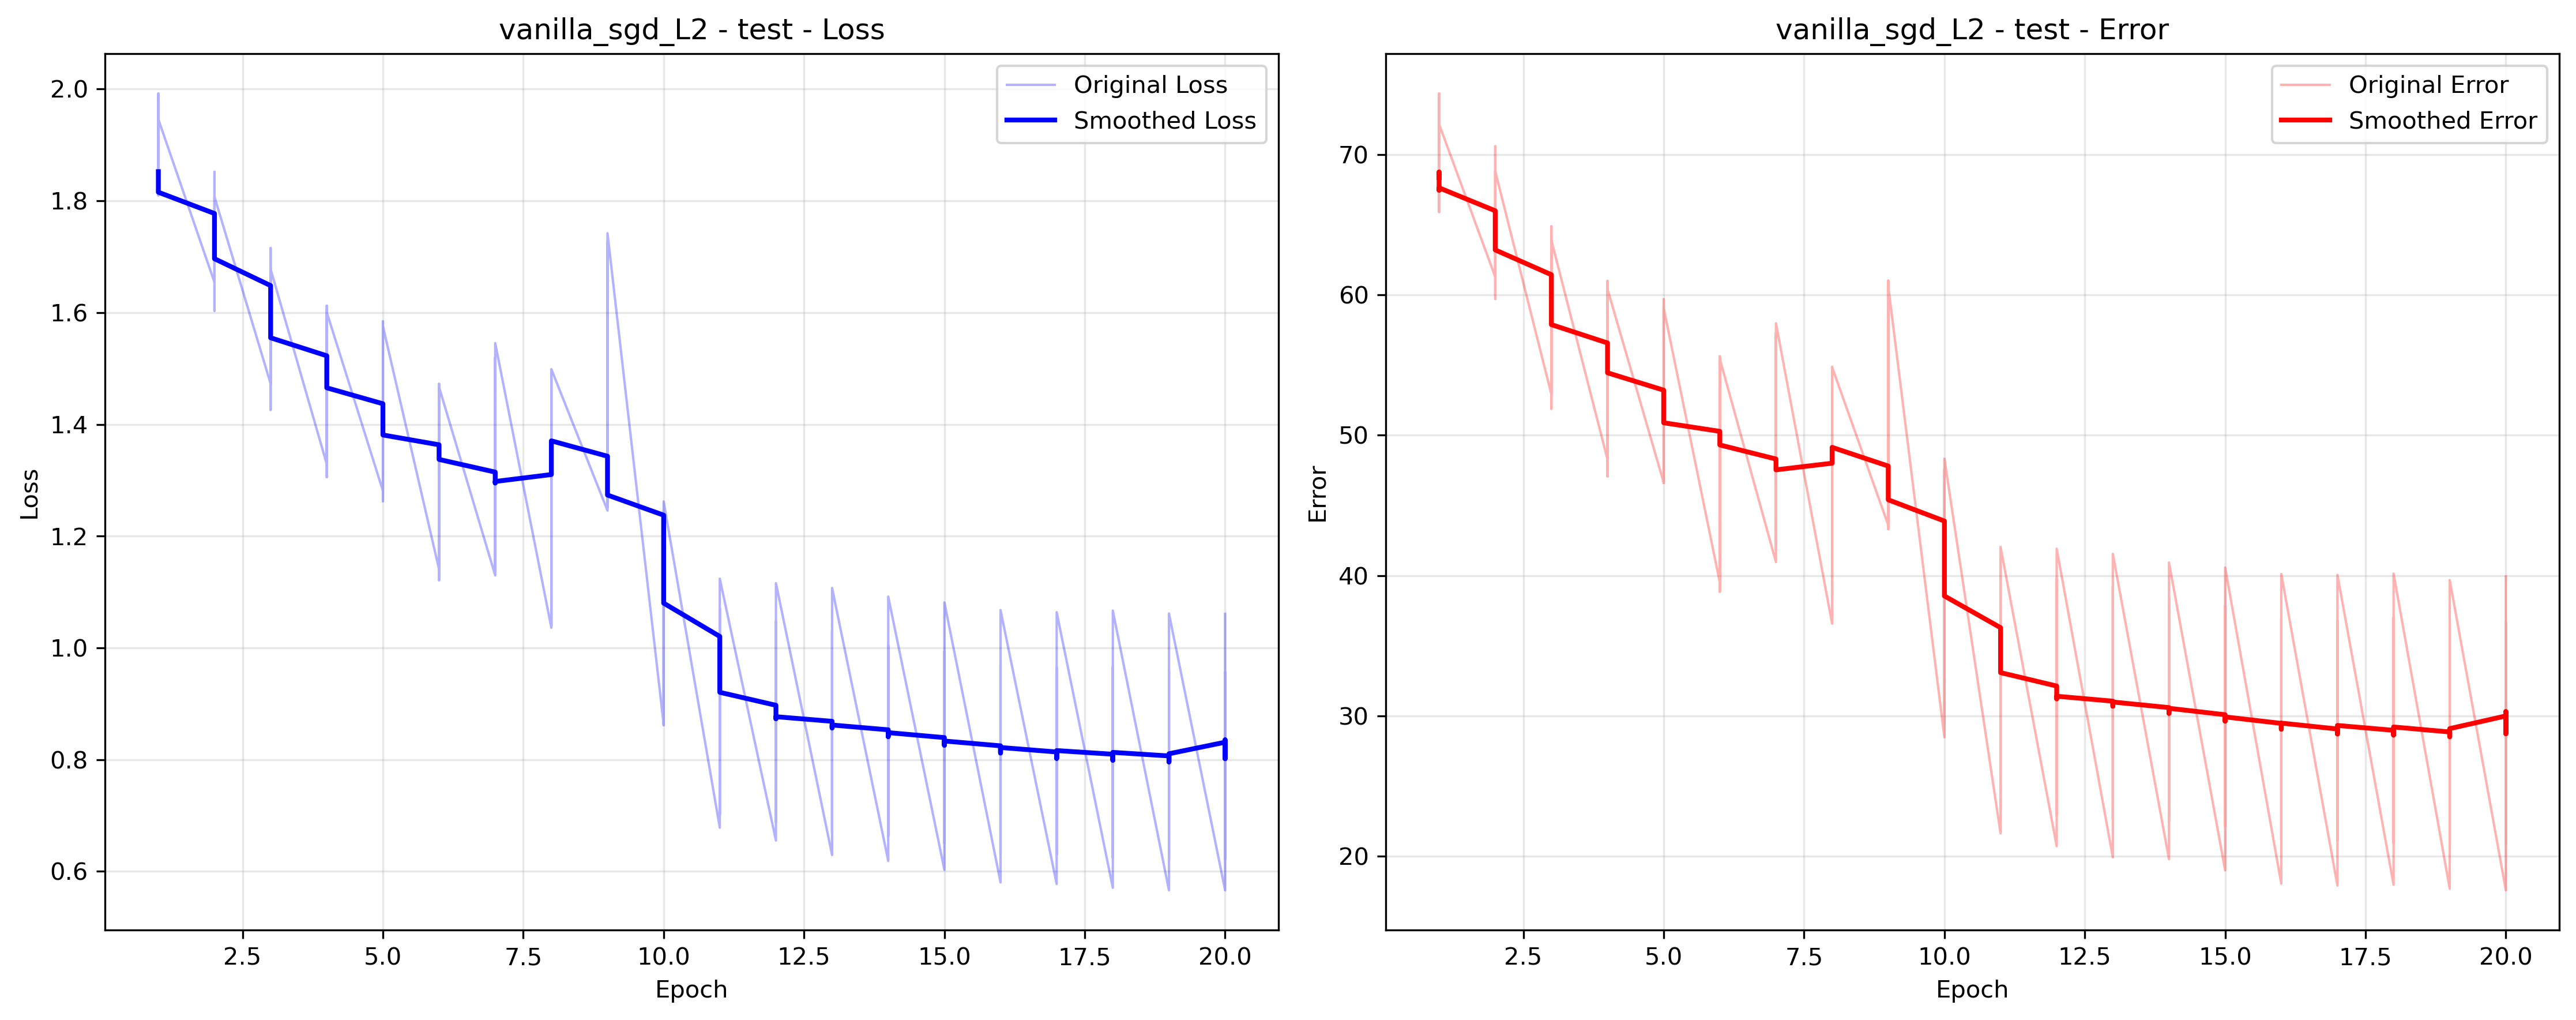 vanilla_sgd_L2 - test - Loss
Original Loss
Smoothed Loss
Loss
2.0
1.8
1.6
1.4
1.2
1.0
0.8
0.6
2.5 5.0 7.5 10.0 12.5 15.0 17.5 20.0
Epoch
vanilla_sgd_L2 - test - Error
Original Error
Smoothed Error
Error
70
60
50
40
30
20
2.5 5.0 7.5 10.0 12.5 15.0 17.5 20.0
Epoch